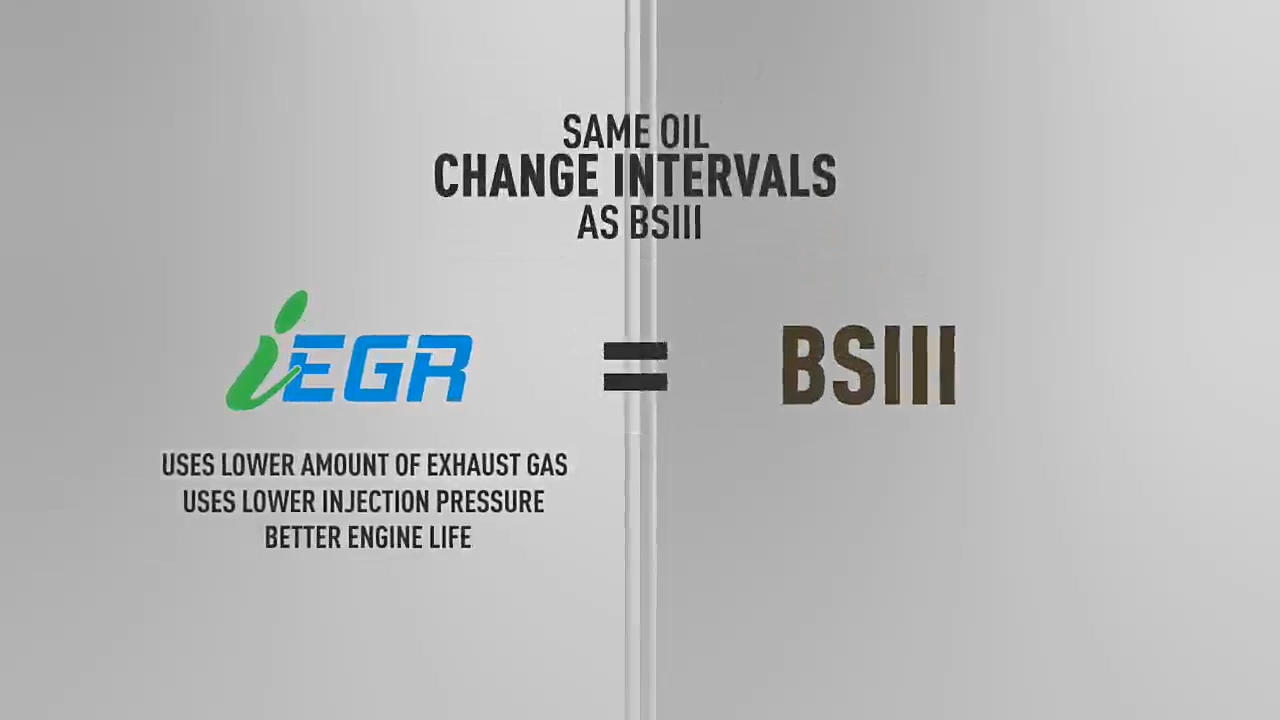 SAME OIL
CHANGE INTERVALS
AS BSIII
iEGR = BSIII
USES LOWER AMOUNT OF EXHAUST GAS
USES LOWER INJECTION PRESSURE
BETTER ENGINE LIFE